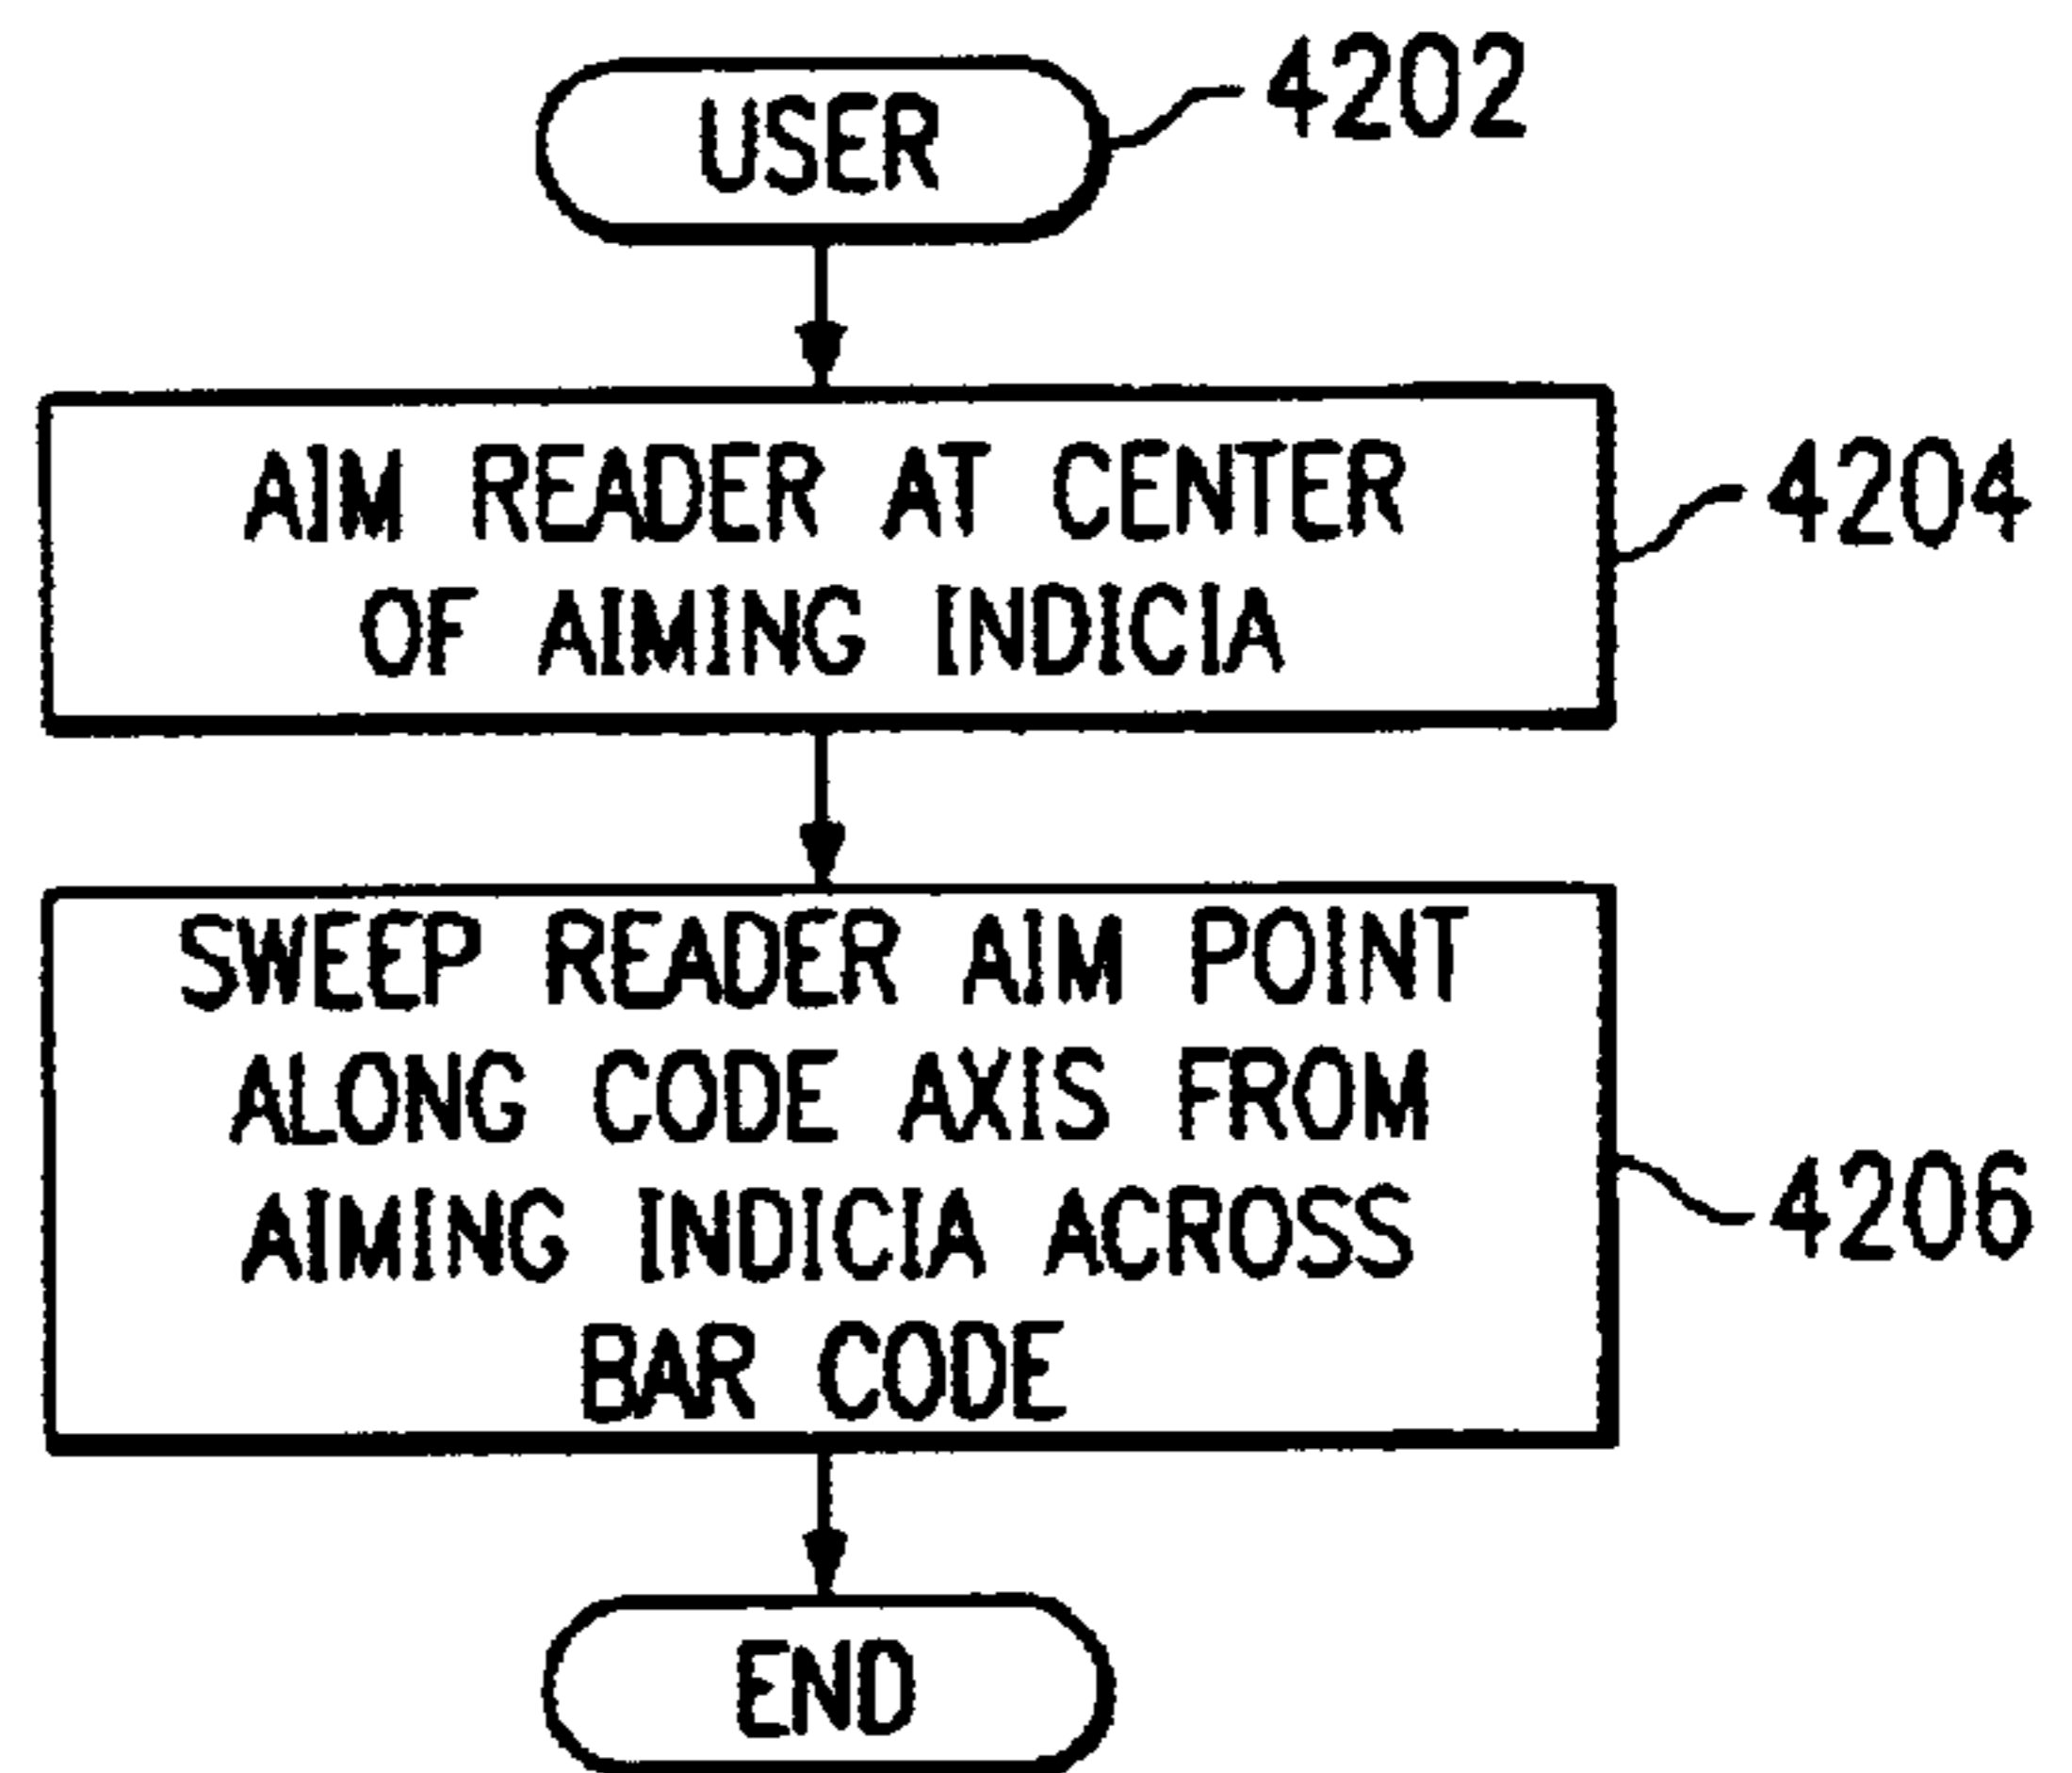 USER
4202
AIM READER AT CENTER
OF AIMING INDICIA
4204
SWEEP READER AIM POINT
ALONG CODE AXIS FROM
AIMING INDICIA ACROSS
BAR CODE
4206
END